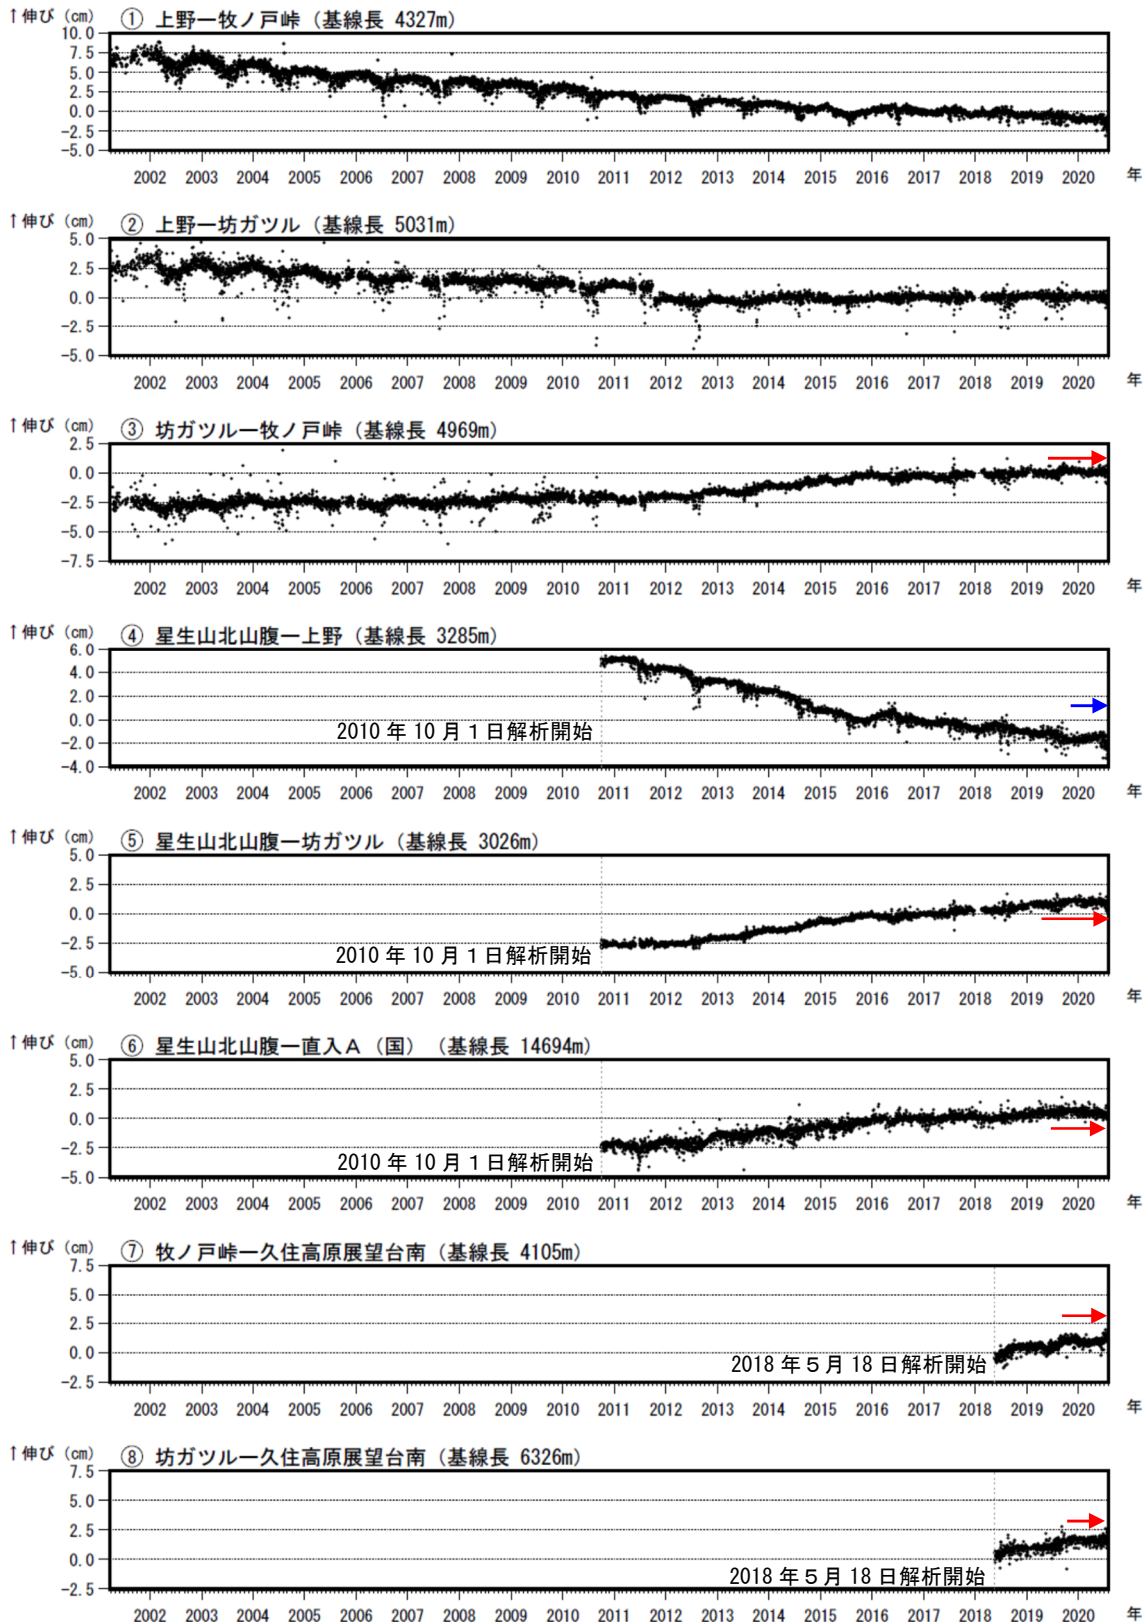 ↑伸び (cm) ① 上野ー牧ノ戸峠 (基線長 4327m)
10.0
7.5
5.0
2.5
0.0
-2.5
-5.0
2002 2003 2004 2005 2006 2007 2008 2009 2010 2011 2012 2013 2014 2015 2016 2017 2018 2019 2020 年
↑伸び (cm) ② 上野ー坊ガツル (基線長 5031m)
5.0
2.5
0.0
-2.5
-5.0
2002 2003 2004 2005 2006 2007 2008 2009 2010 2011 2012 2013 2014 2015 2016 2017 2018 2019 2020 年
↑伸び (cm) ③ 坊ガツルー牧ノ戸峠 (基線長 4969m)
2.5
0.0
-2.5
-5.0
-7.5
2002 2003 2004 2005 2006 2007 2008 2009 2010 2011 2012 2013 2014 2015 2016 2017 2018 2019 2020 年
↑伸び (cm) ④ 星生山北山腹ー上野 (基線長 3285m)
6.0
4.0
2.0
0.0
2010 年 10 月 1 日解析開始
-2.0
-4.0
2002 2003 2004 2005 2006 2007 2008 2009 2010 2011 2012 2013 2014 2015 2016 2017 2018 2019 2020 年
↑伸び (cm) ⑤ 星生山北山腹ー坊ガツル (基線長 3026m)
5.0
2.5
0.0
-2.5
2010 年 10 月 1 日解析開始
-5.0
2002 2003 2004 2005 2006 2007 2008 2009 2010 2011 2012 2013 2014 2015 2016 2017 2018 2019 2020 年
↑伸び (cm) ⑥ 星生山北山腹ー直入A (国) (基線長 14694m)
5.0
2.5
0.0
-2.5
2010 年 10 月 1 日解析開始
-5.0
2002 2003 2004 2005 2006 2007 2008 2009 2010 2011 2012 2013 2014 2015 2016 2017 2018 2019 2020 年
↑伸び (cm) ⑦ 牧ノ戸峠ー久住高原展望台南 (基線長 4105m)
7.5
5.0
2.5
0.0
2018 年 5 月 18 日解析開始
-2.5
2002 2003 2004 2005 2006 2007 2008 2009 2010 2011 2012 2013 2014 2015 2016 2017 2018 2019 2020 年
↑伸び (cm) ⑧ 坊ガツルー久住高原展望台南 (基線長 6326m)
7.5
5.0
2.5
0.0
2018 年 5 月 18 日解析開始
-2.5
2002 2003 2004 2005 2006 2007 2008 2009 2010 2011 2012 2013 2014 2015 2016 2017 2018 2019 2020 年